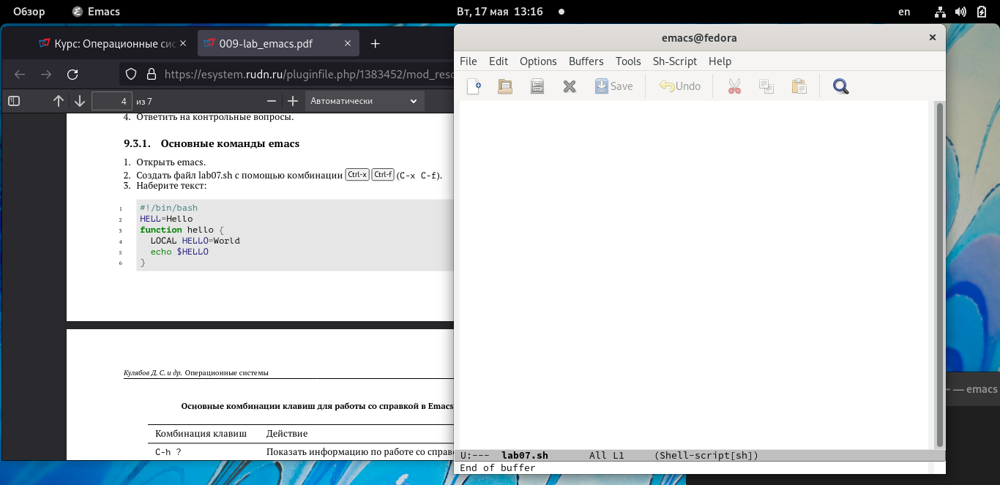 Обзор Emacs Вт, 17 мая 13:16 en
Курс: Операционные сис × 009-lab_emacs.pdf × +
https://esystem.rudn.ru/pluginfile.php/1383452/mod_reso
4 из 7 — + Автоматически
4. Ответить на контрольные вопросы.
9.3.1. Основные команды emacs
1. Открыть emacs.
2. Создать файл lab07.sh с помощью комбинации Ctrl-x Ctrl-f (C-x C-f).
3. Наберите текст:
1 #!/bin/bash
2 HELL=Hello
3 function hello {
4 LOCAL HELLO=World
5 echo $HELLO
6 }
Кулябов Д. С. и др. Операционные системы
Основные комбинации клавиш для работы со справкой в Emacs
Комбинация клавиш Действие
C-h ? Показать информацию по работе со справ
emacs@fedora ×
File Edit Options Buffers Tools Sh-Script Help
Save Undo
U:--- lab07.sh All L1 (Shell-script[sh])
End of buffer
~ — emacs